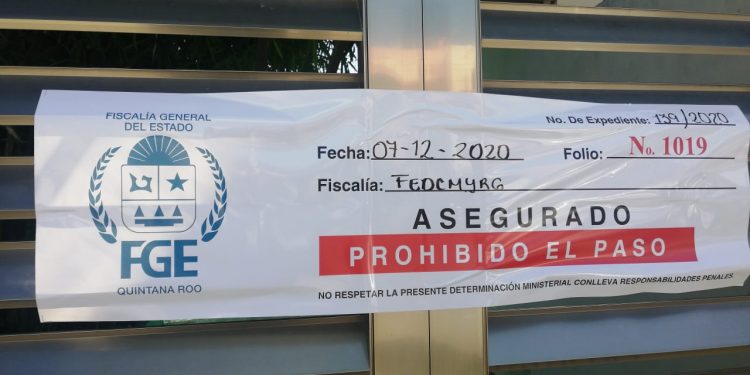 FISCALÍA GENERAL
DEL ESTADO
FGE
QUINTANA ROO
No. De Expediente: 139/2020
Fecha: 07-12-2020 Folio: No. 1019
Fiscalía: FEDCMYRG
ASEGURADO
PROHIBIDO EL PASO
NO RESPETAR LA PRESENTE DETERMINACIÓN MINISTERIAL CONLLEVA RESPONSABILIDADES PENALES.